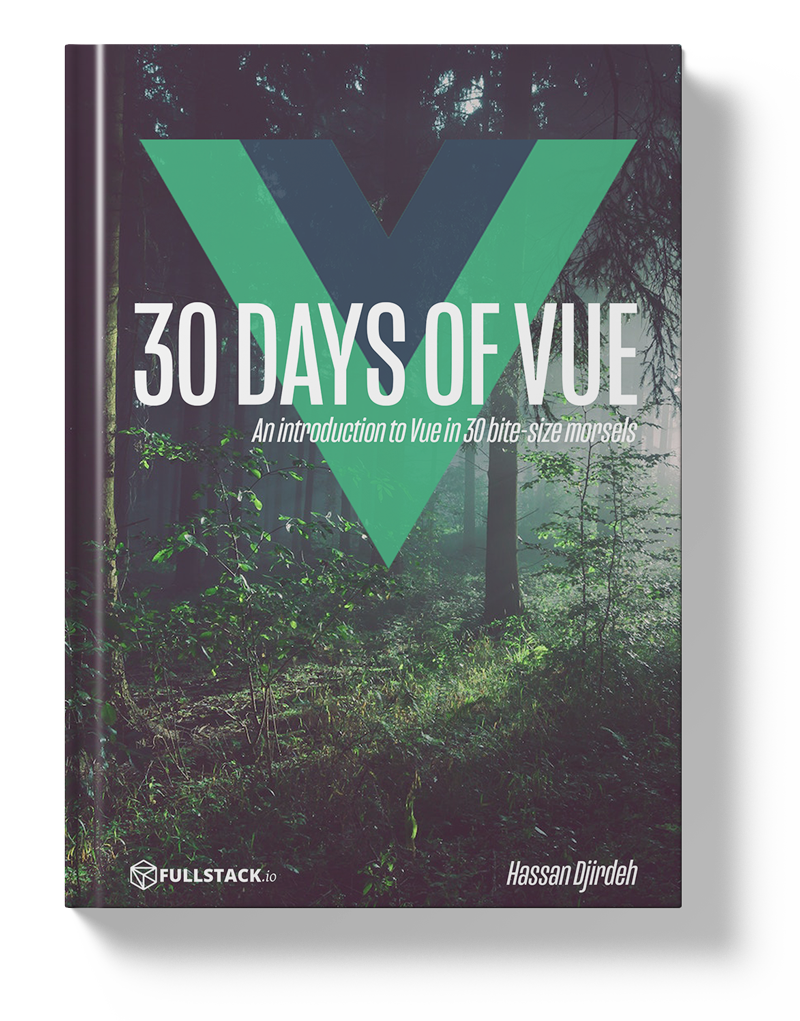 30 DAYS OF VUE
An introduction to Vue in 30 bite-size morsels
FULLSTACK.io
Hassan Djirdeh